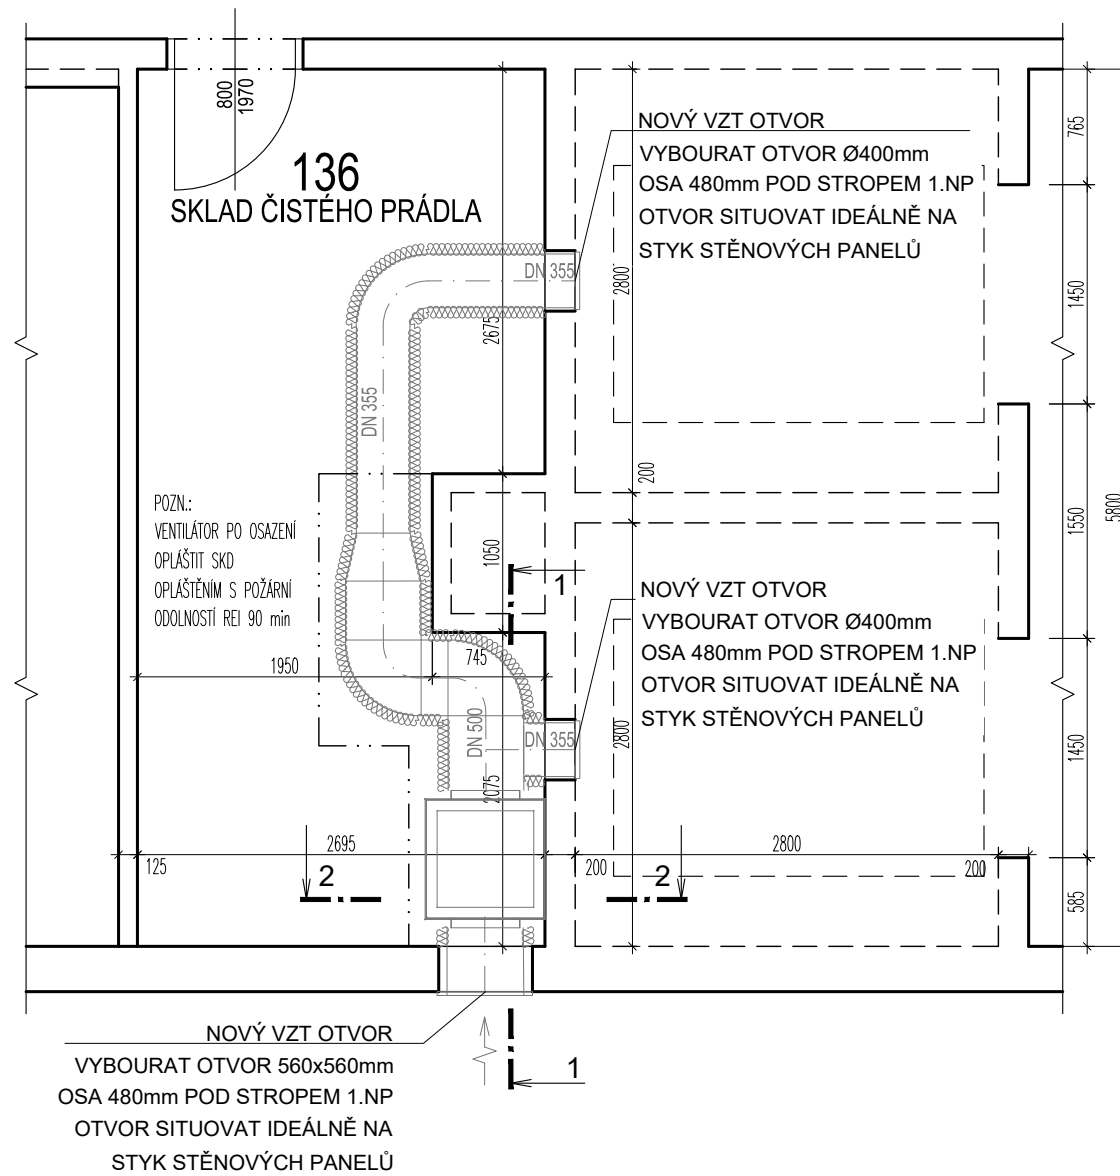 800
1970
136
SKLAD ČISTÉHO PRÁDLA
NOVÝ VZT OTVOR
VYBOURAT OTVOR Ø400mm
OSA 480mm POD STROPEM 1.NP
OTVOR SITUOVAT IDEÁLNĚ NA
STYK STĚNOVÝCH PANELŮ
765
DN 355
2800
1450
2675
DN 355
200
5800
POZN.:
VENTILÁTOR PO OSAZENÍ
OPLÁŠTIT SKD
OPLÁŠTĚNÍM S POŽÁRNÍ
ODOLNOSTÍ REI 90 min
1050
1550
1
NOVÝ VZT OTVOR
VYBOURAT OTVOR Ø400mm
OSA 480mm POD STROPEM 1.NP
OTVOR SITUOVAT IDEÁLNĚ NA
STYK STĚNOVÝCH PANELŮ
1950
745
DN 500
DN 355
2800
1450
2075
2695
2800
125
2
200
2
200
585
NOVÝ VZT OTVOR
VYBOURAT OTVOR 560x560mm
OSA 480mm POD STROPEM 1.NP
OTVOR SITUOVAT IDEÁLNĚ NA
STYK STĚNOVÝCH PANELŮ
1